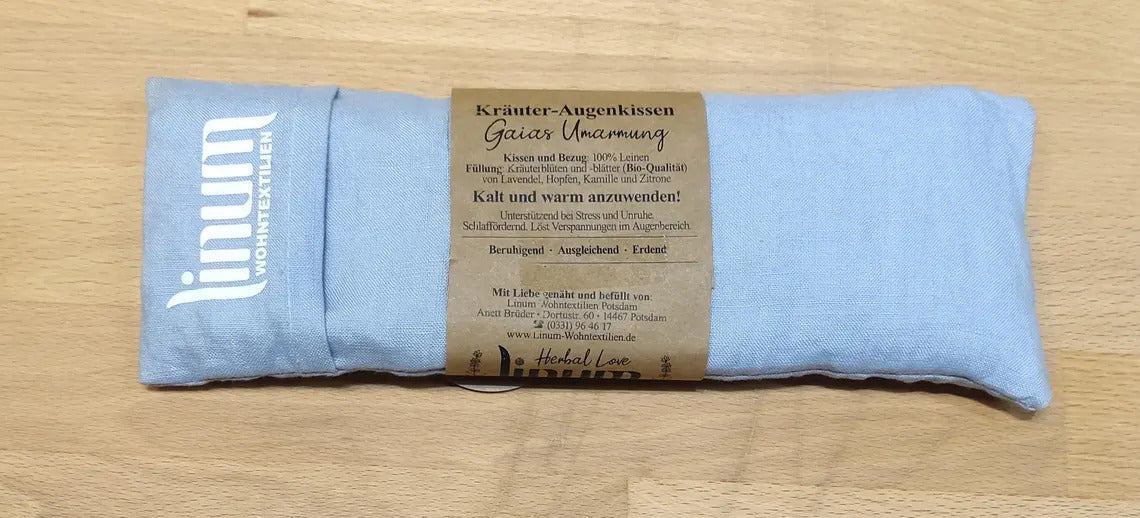 linum
WOHNTEXTILIEN
Kräuter-Augenkissen
Gaias Umarmung
Kissen und Bezug: 100% Leinen
Füllung: Kräuterblüten und -blätter (Bio-Qualität)
von Lavendel, Hopfen, Kamille und Zitrone
Kalt und warm anzuwenden!
Unterstützend bei Stress und Unruhe
Schlaffördernd. Löst Verspannungen im Augenbereich.
Beruhigend · Ausgleichend · Erdend
Mit Liebe genäht und befüllt von:
Linum Wohntextilien Potsdam
Anett Brüder • Dortustr. 60 • 14467 Potsdam
☎ (0331) 96 46 17
www.Linum-Wohntextilien.de
Herbal Love
linum